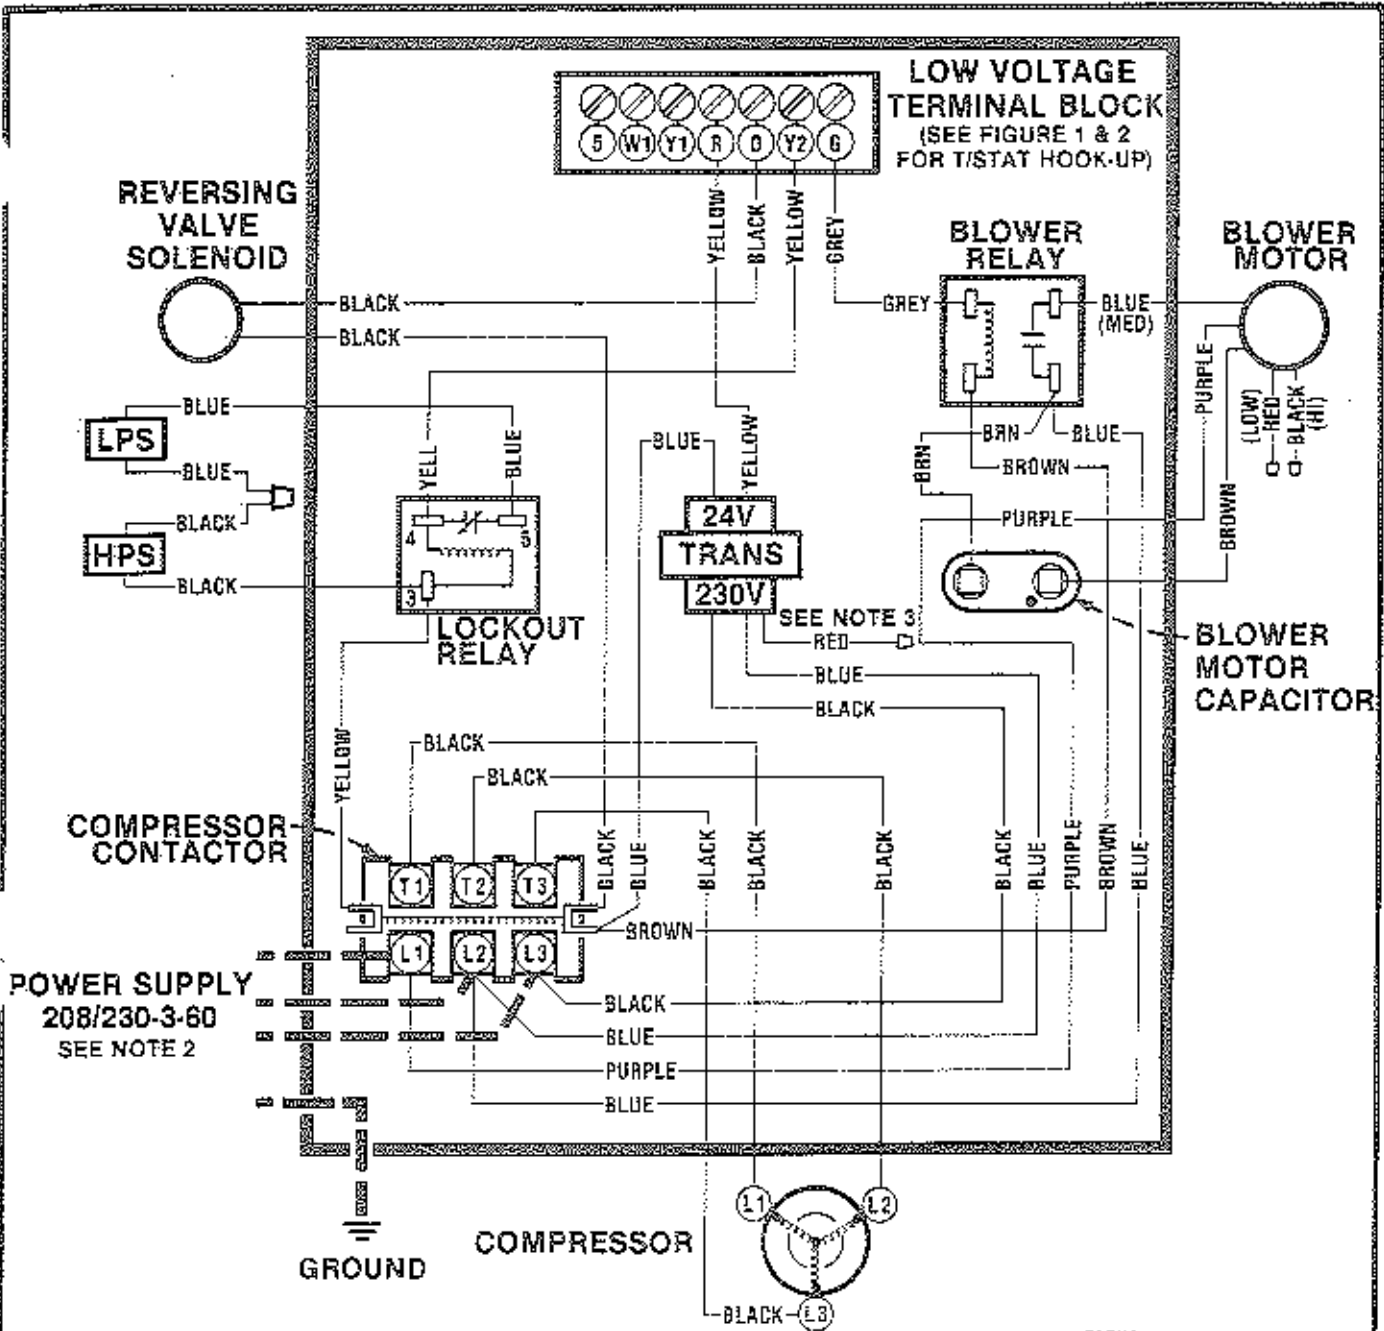 LOW VOLTAGE
TERMINAL BLOCK
(SEE FIGURE 1 & 2
FOR T/STAT HOOK-UP)
5 W1 Y1 R O Y2 G
REVERSING
VALVE
SOLENOID
YELLOW
BLACK
YELLOW
GREY
BLOWER
RELAY
BLOWER
MOTOR
BLACK
BLACK
GREY
BLUE
(MED)
PURPLE
(LOW)
RED
BLACK
(HI)
BLUE
LPS
BLUE
BLACK
HPS
BLACK
YELL
BLUE
4 5
3
LOCKOUT
RELAY
BLUE
YELLOW
24V
TRANS
230V
BRN
BRN
BLUE
BROWN
PURPLE
BROWN
SEE NOTE 3
RED
BLUE
BLACK
BLOWER
MOTOR
CAPACITOR
YELLOW
BLACK
BLACK
COMPRESSOR
CONTACTOR
T1 T2 T3
BLACK
BLUE
BLACK
BLACK
BLACK
BLACK
BLUE
PURPLE
BROWN
BLUE
BROWN
L1 L2 L3
POWER SUPPLY
208/230-3-60
SEE NOTE 2
BLACK
BLUE
PURPLE
BLUE
GROUND
COMPRESSOR
L1 L2
BLACK L3